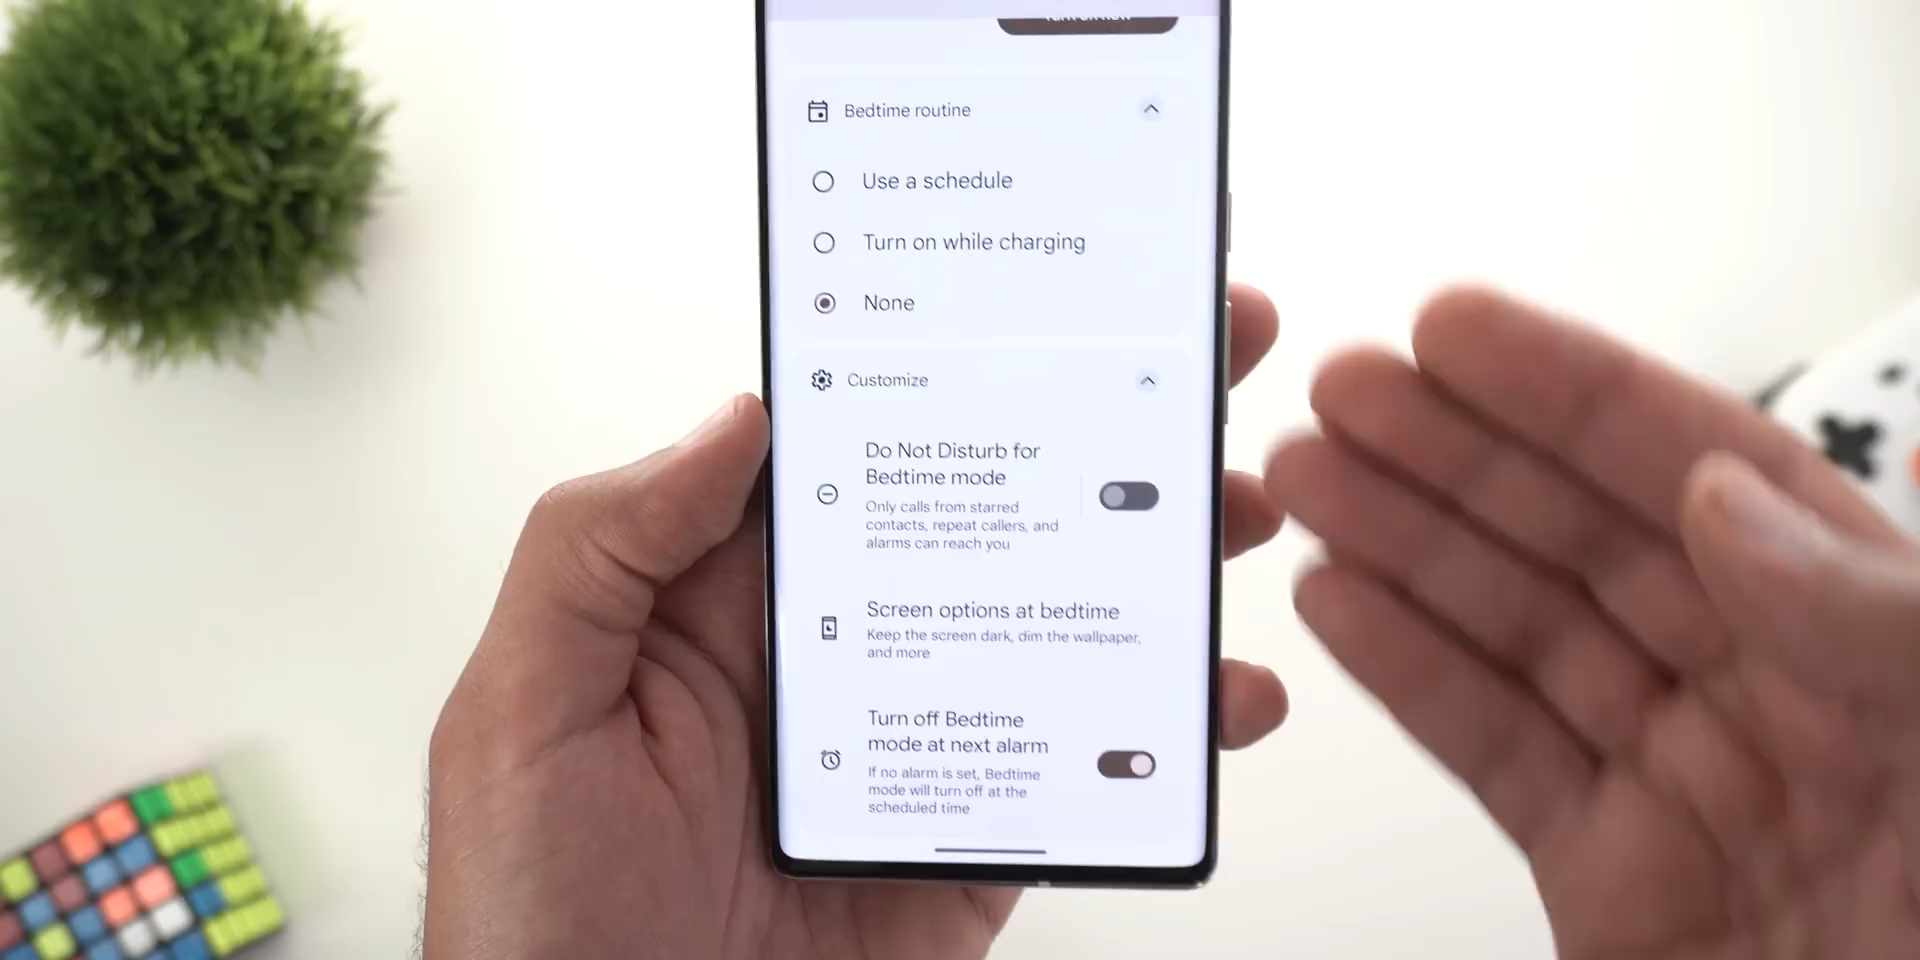 Bedtime routine
Use a schedule
Turn on while charging
None
Customize
Do Not Disturb for
Bedtime mode
Only calls from starred
contacts, repeat callers, and
alarms can reach you
Screen options at bedtime
Keep the screen dark, dim the wallpaper,
and more
Turn off Bedtime
mode at next alarm
If no alarm is set, Bedtime
mode will turn off at the
scheduled time